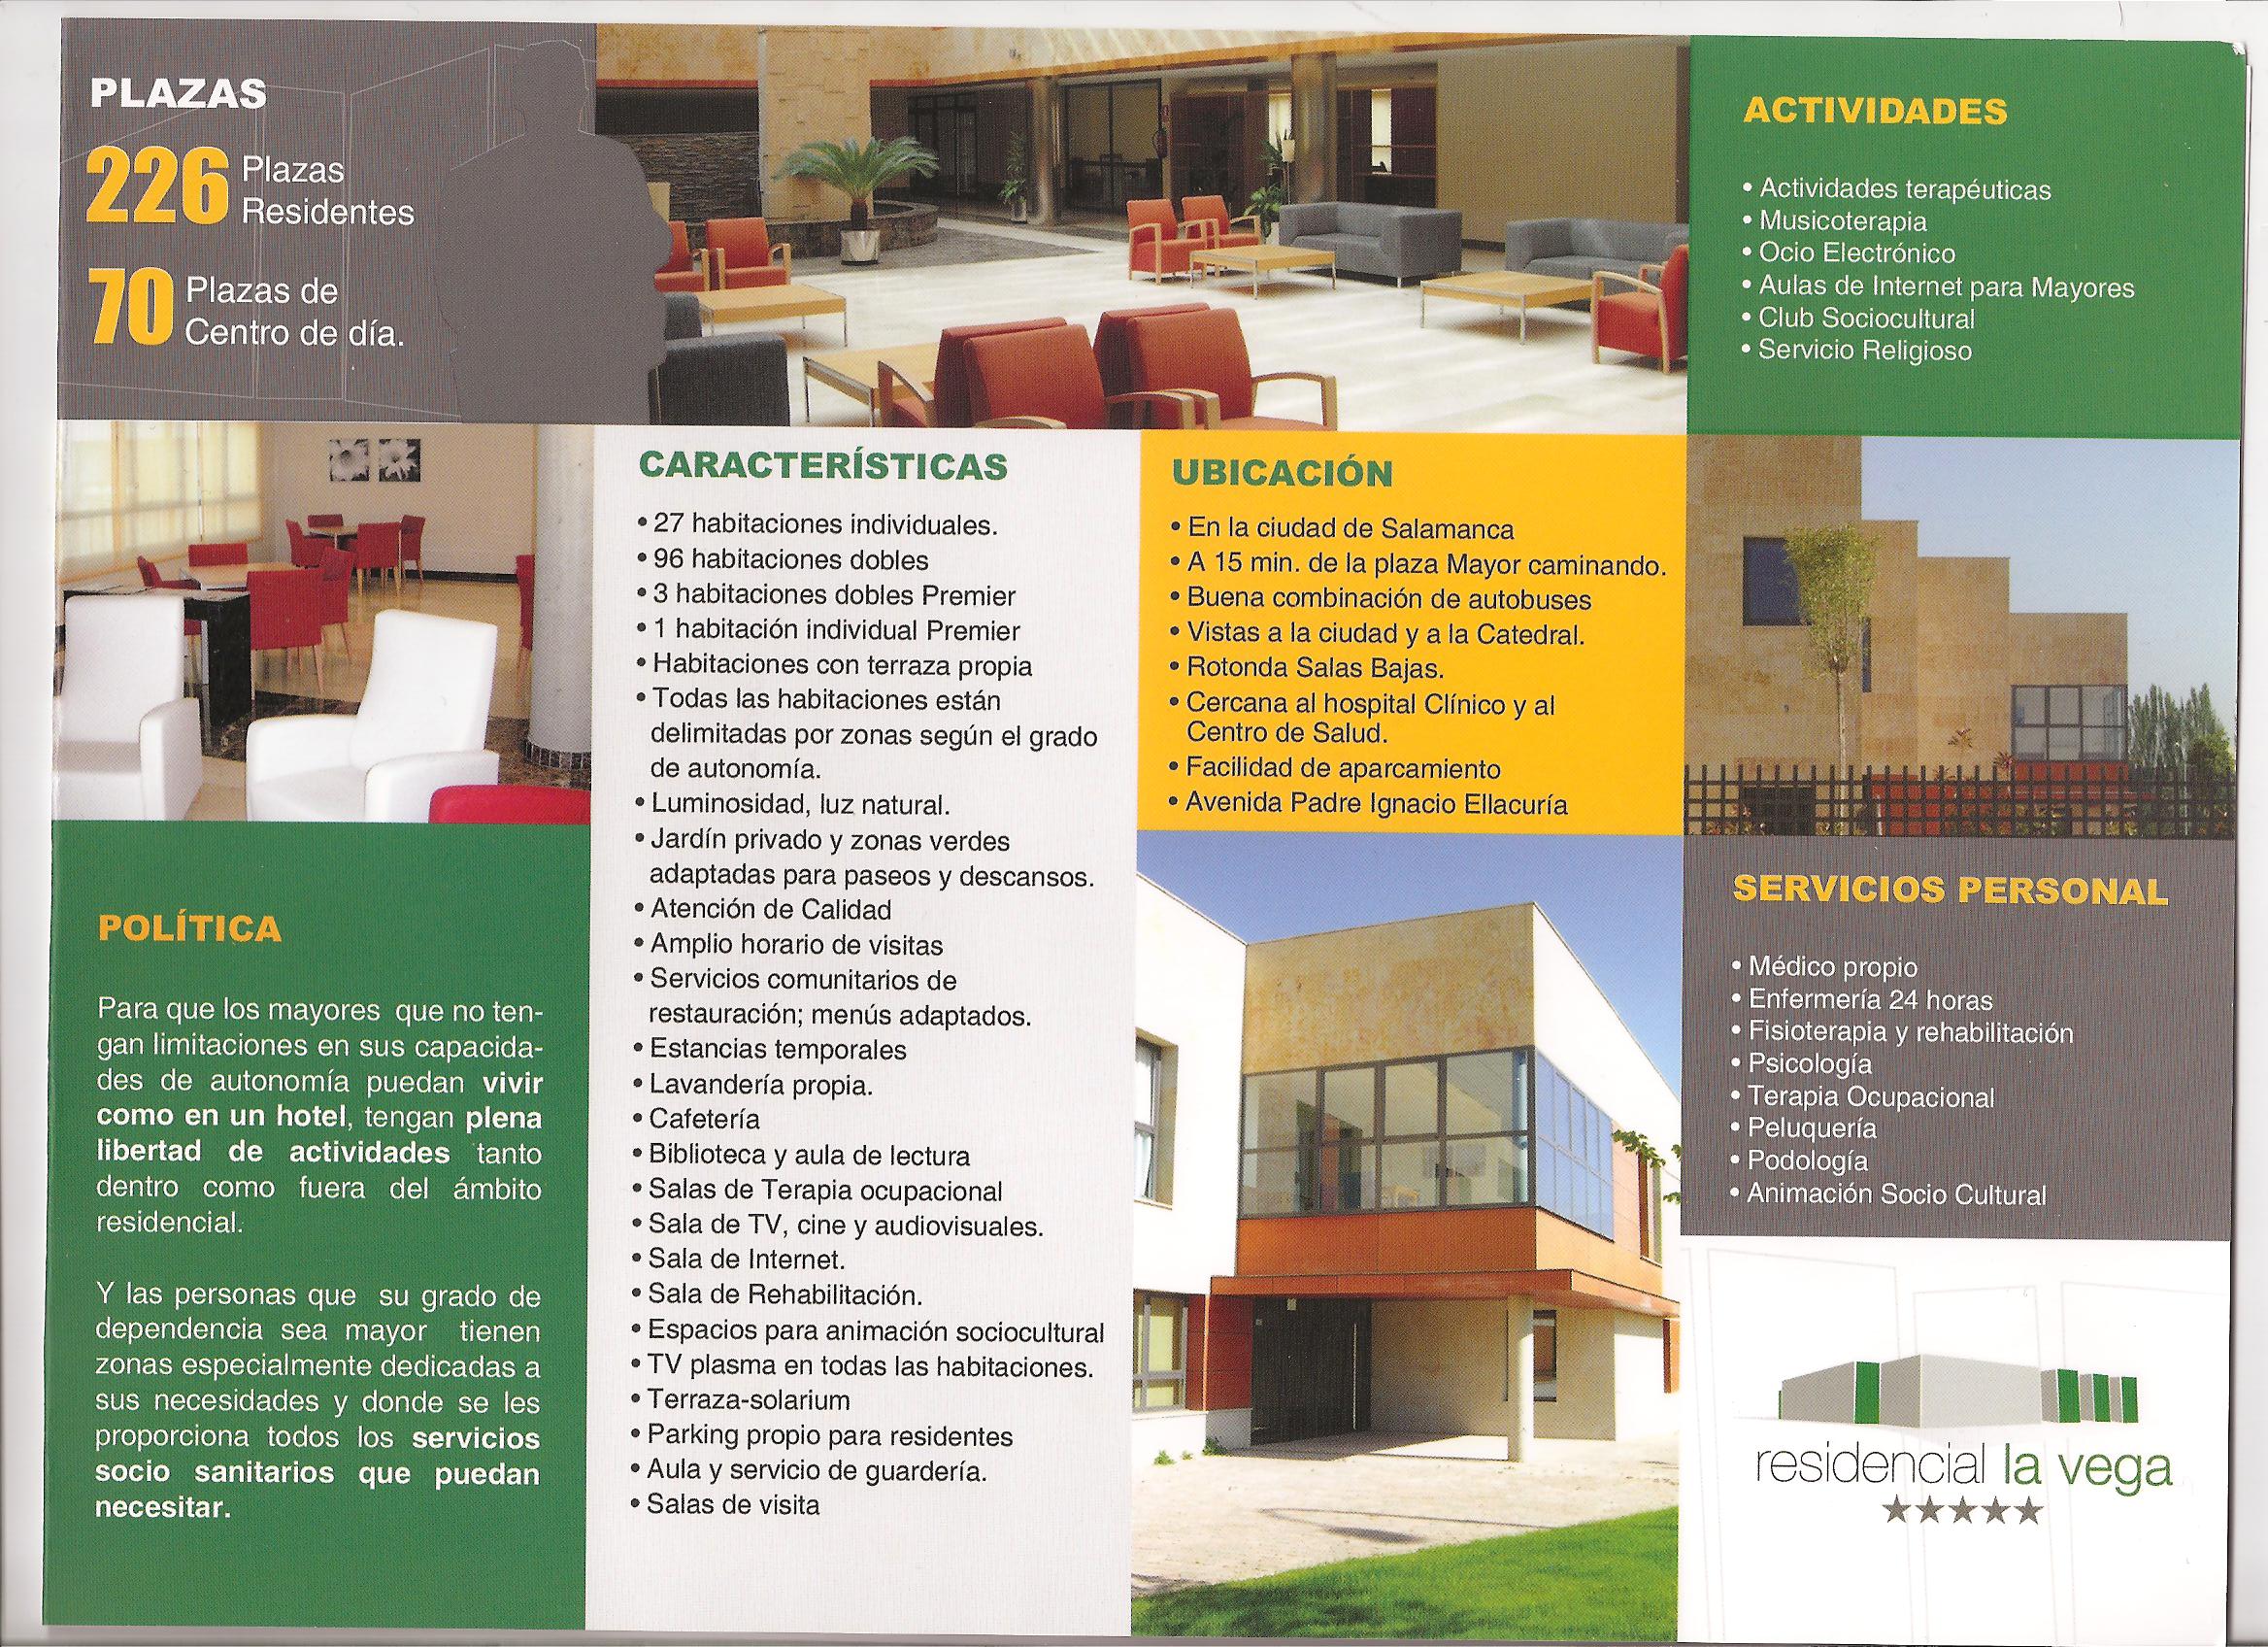 PLAZAS
226 Plazas
Residentes
70 Plazas de
Centro de día.
ACTIVIDADES
• Actividades terapéuticas
• Musicoterapia
• Ocio Electrónico
• Aulas de Internet para Mayores
• Club Sociocultural
• Servicio Religioso
POLÍTICA
Para que los mayores que no ten-
gan limitaciones en sus capacida-
des de autonomía puedan vivir
como en un hotel, tengan plena
libertad de actividades tanto
dentro como fuera del ámbito
residencial.
Y las personas que su grado de
dependencia sea mayor tienen
zonas especialmente dedicadas a
sus necesidades y donde se les
proporciona todos los servicios
socio sanitarios que puedan
necesitar.
CARACTERÍSTICAS
• 27 habitaciones individuales.
• 96 habitaciones dobles
• 3 habitaciones dobles Premier
• 1 habitación individual Premier
• Habitaciones con terraza propia
• Todas las habitaciones están
delimitadas por zonas según el grado
de autonomía.
• Luminosidad, luz natural.
• Jardín privado y zonas verdes
adaptadas para paseos y descansos.
• Atención de Calidad
• Amplio horario de visitas
• Servicios comunitarios de
restauración; menús adaptados.
• Estancias temporales
• Lavandería propia.
• Cafetería
• Biblioteca y aula de lectura
• Salas de Terapia ocupacional
• Sala de TV, cine y audiovisuales.
• Sala de Internet.
• Sala de Rehabilitación.
• Espacios para animación sociocultural
• TV plasma en todas las habitaciones.
• Terraza-solarium
• Parking propio para residentes
• Aula y servicio de guardería.
• Salas de visita
UBICACIÓN
• En la ciudad de Salamanca
• A 15 min. de la plaza Mayor caminando.
• Buena combinación de autobuses
• Vistas a la ciudad y a la Catedral.
• Rotonda Salas Bajas.
• Cercana al hospital Clínico y al
Centro de Salud.
• Facilidad de aparcamiento
• Avenida Padre Ignacio Ellacuría
SERVICIOS PERSONAL
• Médico propio
• Enfermería 24 horas
• Fisioterapia y rehabilitación
• Psicología
• Terapia Ocupacional
• Peluquería
• Podología
• Animación Socio Cultural
residencial la vega
★★★★★